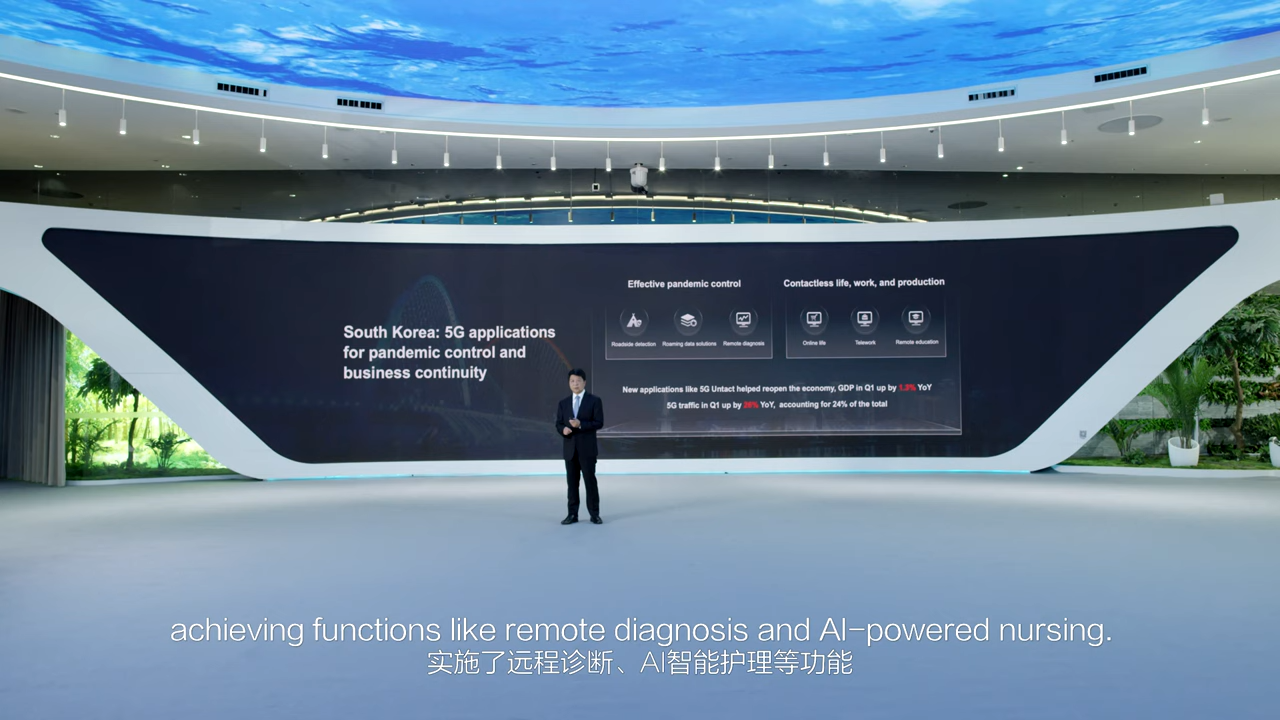 South Korea: 5G applications
for pandemic control and
business continuity
Effective pandemic control
Roadside detection
Roaming data solutions
Remote diagnosis
Contactless life, work, and production
Online life
Telework
Remote education
New applications like 5G Untact helped reopen the economy, GDP in Q1 up by 1.3% YoY
5G traffic in Q1 up by 26% YoY, accounting for 24% of the total
achieving functions like remote diagnosis and AI-powered nursing.
实施了远程诊断、AI智能护理等功能